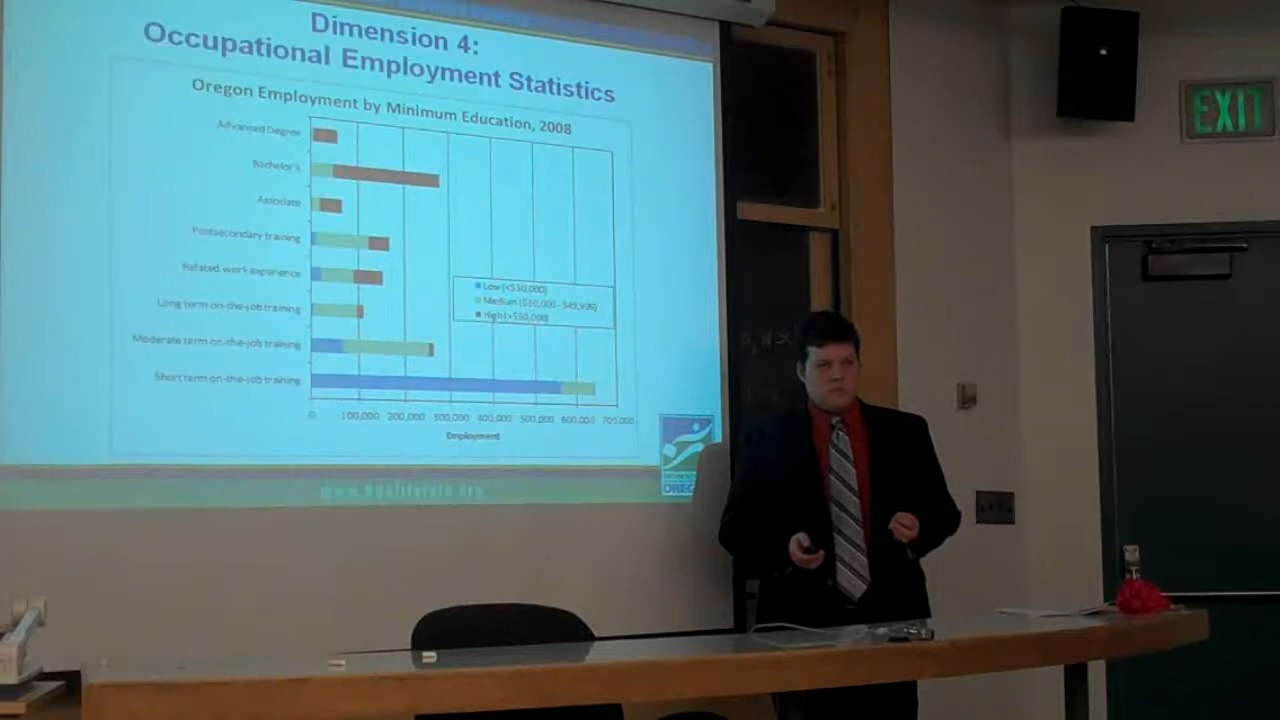 Dimension 4:
Occupational Employment Statistics
Oregon Employment by Minimum Education, 2008
Advanced Degree
Bachelor's
Associate
Postsecondary training
Related work experience
Long term on-the-job training
Moderate term on-the-job training
Short term on-the-job training
Low (<$30,000)
Medium ($30,000 - $49,999)
High (>$50,000)
0 100,000 200,000 300,000 400,000 500,000 600,000 700,000
Employment
OREG
EXIT